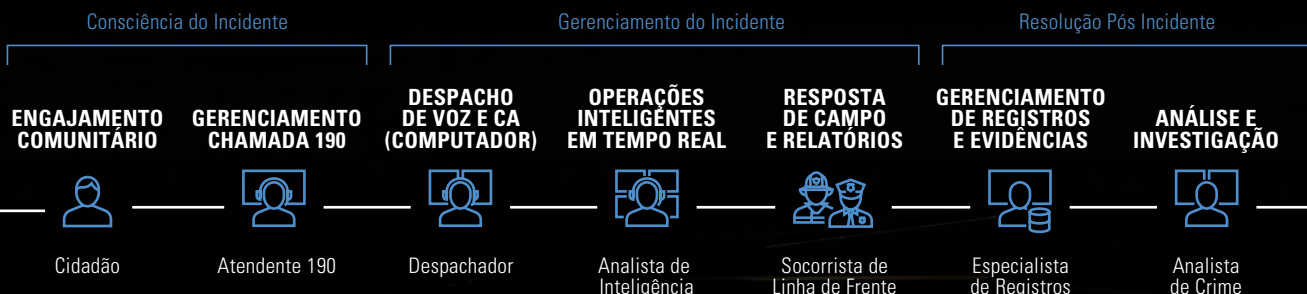 Consciência do Incidente
Gerenciamento do Incidente
Resolução Pós Incidente
ENGAJAMENTO
COMUNITÁRIO
GERENCIAMENTO
CHAMADA 190
DESPACHO
DE VOZ E CA
(COMPUTADOR)
OPERAÇÕES
INTELIGENTES
EM TEMPO REAL
RESPOSTA
DE CAMPO
E RELATÓRIOS
GERENCIAMENTO
DE REGISTROS
E EVIDÊNCIAS
ANÁLISE E
INVESTIGAÇÃO
Cidadão
Atendente 190
Despachador
Analista de
Inteligência
Socorrista de
Linha de Frente
Especialista
de Registros
Analista
de Crime